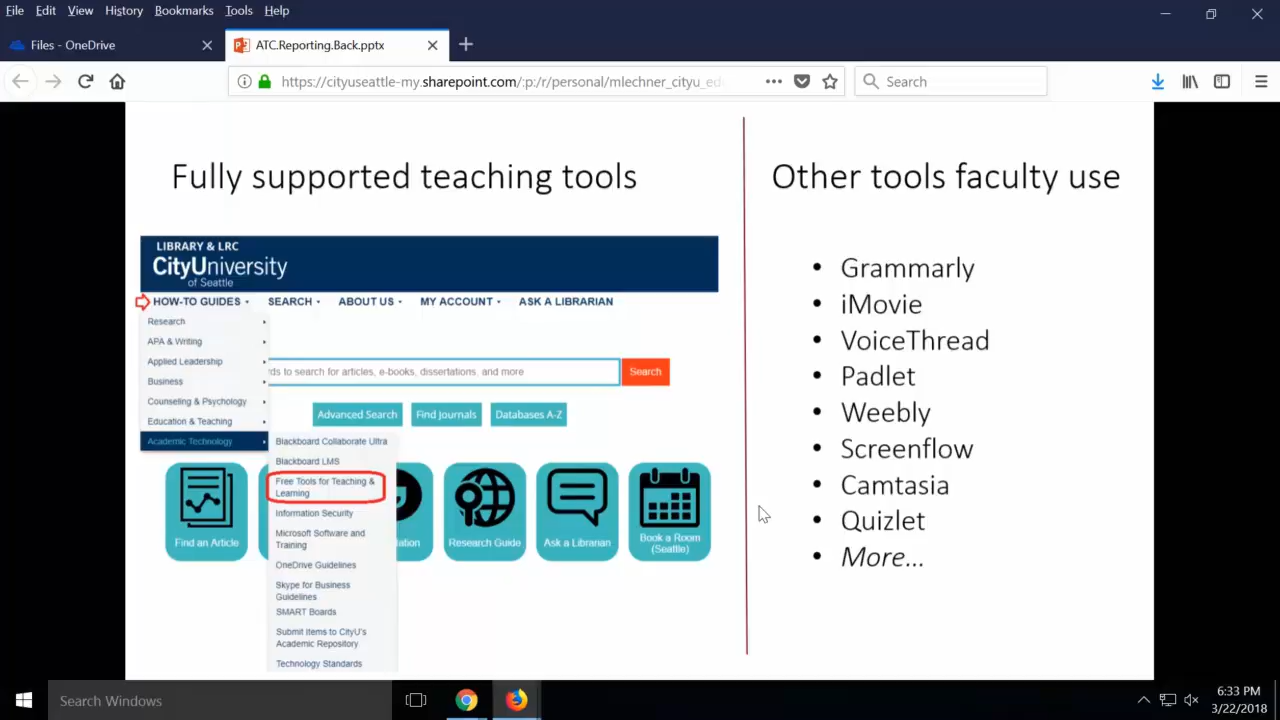 File Edit View History Bookmarks Tools Help
Files - OneDrive
ATC.Reporting.Back.pptx
https://cityuseattle-my.sharepoint.com/:p:/r/personal/mlechner_cityu_ed
Search
Fully supported teaching tools
LIBRARY & LRC
CityUniversity
of Seattle
HOW-TO GUIDES SEARCH ABOUT US MY ACCOUNT ASK A LIBRARIAN
Research
APA & Writing
Applied Leadership
Business
Counseling & Psychology
Education & Teaching
Academic Technology
rds to search for articles, e-books, dissertations, and more
Search
Advanced Search Find Journals Databases A-Z
Blackboard Collaborate Ultra
Blackboard LMS
Free Tools for Teaching &
Learning
Information Security
Microsoft Software and
Training
OneDrive Guidelines
Skype for Business
Guidelines
SMART Boards
Submit Items to CityU's
Academic Repository
Technology Standards
Find an Article
ation
Research Guide
Ask a Librarian
Book a Room
(Seattle)
Other tools faculty use
• Grammarly
• iMovie
• VoiceThread
• Padlet
• Weebly
• Screenflow
• Camtasia
• Quizlet
• More...
Search Windows
6:33 PM
3/22/2018